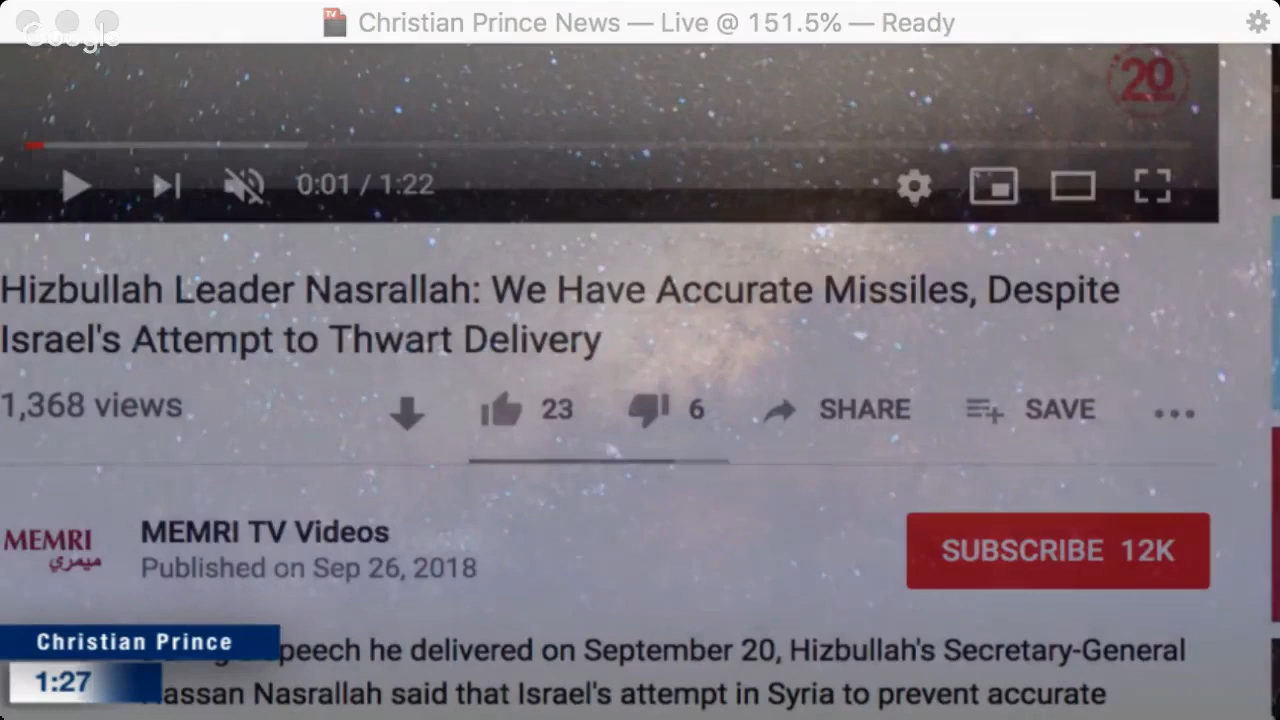 Christian Prince News — Live @ 151.5% — Ready
Google
20
0:01 / 1:22
Hizbullah Leader Nasrallah: We Have Accurate Missiles, Despite
Israel's Attempt to Thwart Delivery
1,368 views
23
6
SHARE
SAVE
MEMRI
ميمري
MEMRI TV Videos
Published on Sep 26, 2018
SUBSCRIBE 12K
Christian Prince
1:27
speech he delivered on September 20, Hizbullah's Secretary-General
Hassan Nasrallah said that Israel's attempt in Syria to prevent accurate